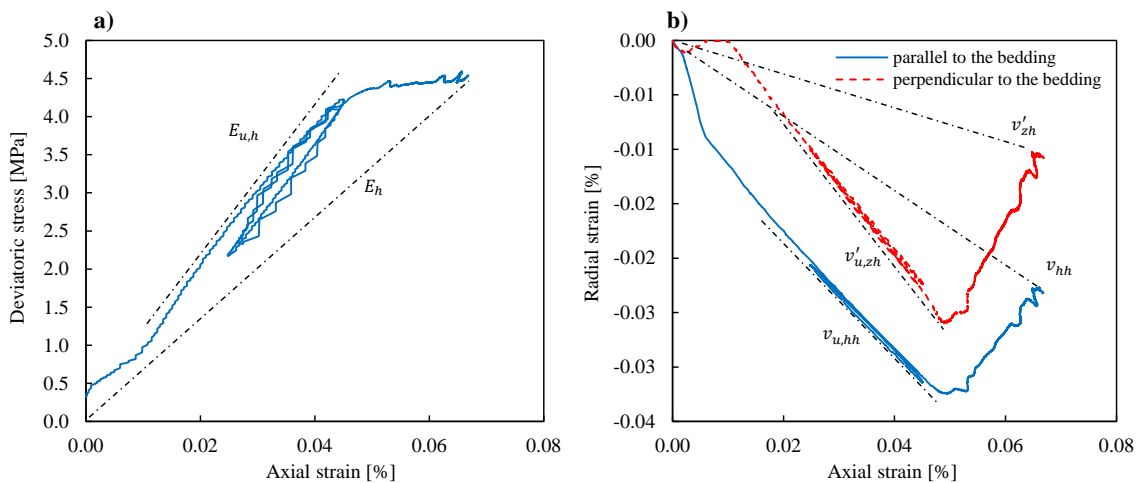 a)
5.0
4.5
4.0
3.5
3.0
2.5
2.0
1.5
1.0
0.5
0.0
Deviatoric stress [MPa]
E_{u,h}
E_h
0.00
0.02
0.04
0.06
0.08
Axial strain [%]
b)
0.00
-0.01
-0.01
-0.02
-0.02
-0.03
-0.03
-0.04
Radial strain [%]
parallel to the bedding
perpendicular to the bedding
v'_{zh}
v'_{u,zh}
v_{hh}
v_{u,hh}
0.00
0.02
0.04
0.06
0.08
Axial strain [%]